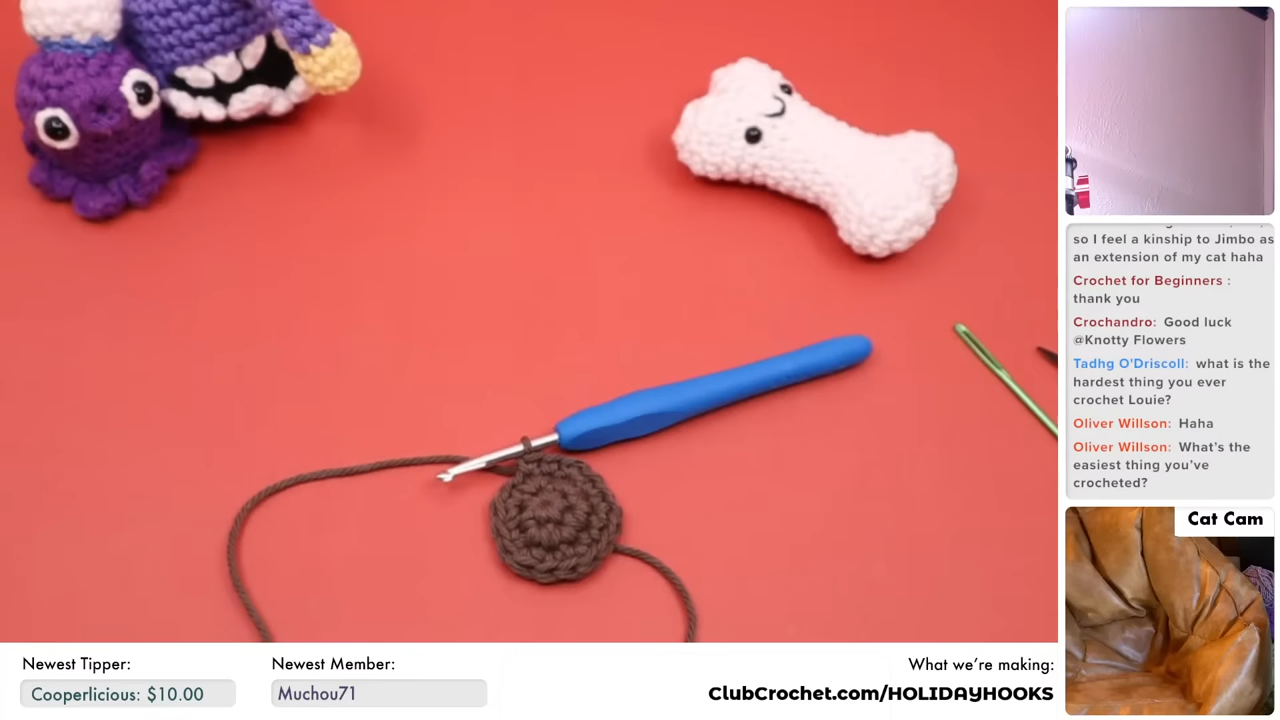 so I feel a kinship to Jimbo as
an extension of my cat haha
Crochet for Beginners :
thank you
Crochandro: Good luck
@Knotty Flowers
Tadhg O'Driscoll: what is the
hardest thing you ever
crochet Louie?
Oliver Willson: Haha
Oliver Willson: What's the
easiest thing you've
crocheted?
Cat Cam
Newest Tipper:
Cooperlicious: $10.00
Newest Member:
Muchou71
What we're making:
ClubCrochet.com/HOLIDAYHOOKS